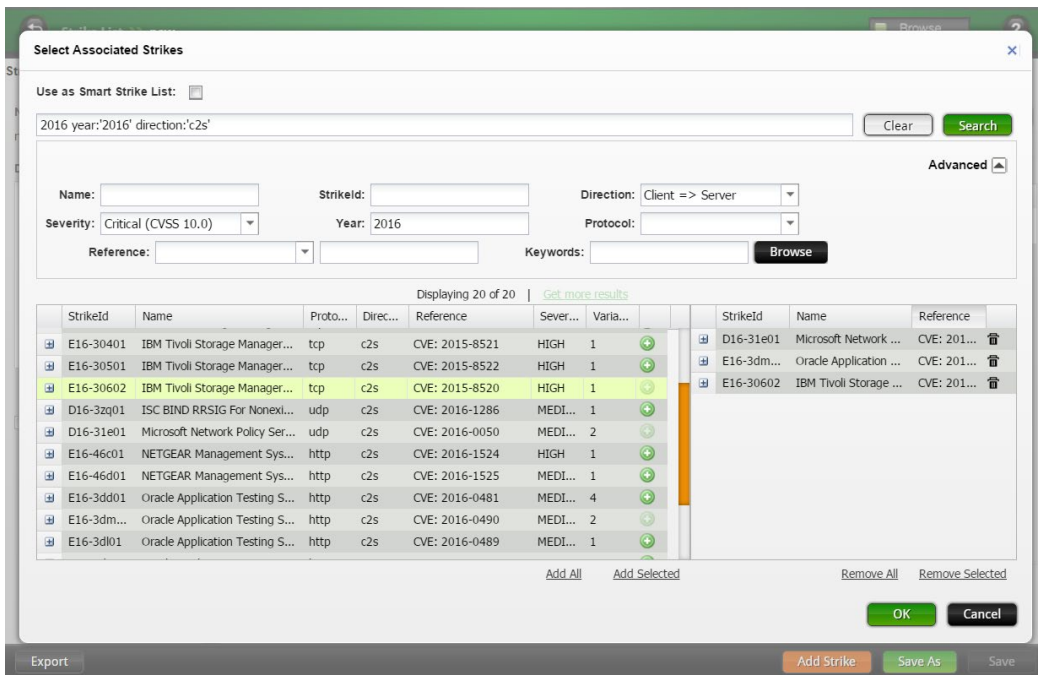 Browse
?
Select Associated Strikes
×
Use as Smart Strike List:
2016 year:'2016' direction:'c2s'
Clear
Search
Advanced
Name:
StrikeId:
Direction: Client => Server
Severity: Critical (CVSS 10.0)
Year: 2016
Protocol:
Reference:
Keywords:
Browse
Displaying 20 of 20 | Get more results
StrikeId Name Proto... Direc... Reference Sever... Varia...
E16-30401 IBM Tivoli Storage Manager... tcp c2s CVE: 2015-8521 HIGH 1
E16-30501 IBM Tivoli Storage Manager... tcp c2s CVE: 2015-8522 HIGH 1
E16-30602 IBM Tivoli Storage Manager... tcp c2s CVE: 2015-8520 HIGH 1
D16-3zq01 ISC BIND RRSIG For Nonexi... udp c2s CVE: 2016-1286 MEDI... 1
D16-31e01 Microsoft Network Policy Ser... udp c2s CVE: 2016-0050 MEDI... 2
E16-46c01 NETGEAR Management Sys... http c2s CVE: 2016-1524 HIGH 1
E16-46d01 NETGEAR Management Sys... http c2s CVE: 2016-1525 MEDI... 1
E16-3dd01 Oracle Application Testing S... http c2s CVE: 2016-0481 MEDI... 4
E16-3dm... Oracle Application Testing S... http c2s CVE: 2016-0490 MEDI... 2
E16-3dl01 Oracle Application Testing S... http c2s CVE: 2016-0489 MEDI... 1
StrikeId Name Reference
D16-31e01 Microsoft Network ... CVE: 201...
E16-3dm... Oracle Application ... CVE: 201...
E16-30602 IBM Tivoli Storage ... CVE: 201...
Add All
Add Selected
Remove All
Remove Selected
OK
Cancel
Export
Add Strike
Save As
Save